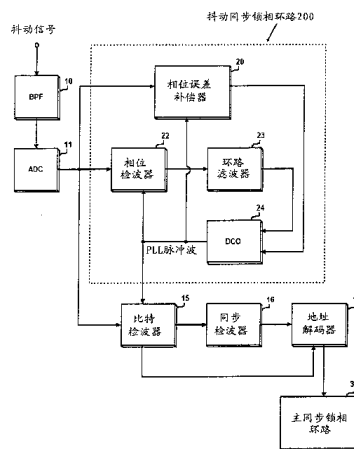 抖动同步锁相环路200
抖动信号
10
BPF
11
ADC
20
相位误差
补偿器
22
相位
检波器
23
环路
滤波器
24
DCO
PLL脉冲波
15
比特
检波器
16
同步
检波器
地址
解码器
主同步锁相
环路